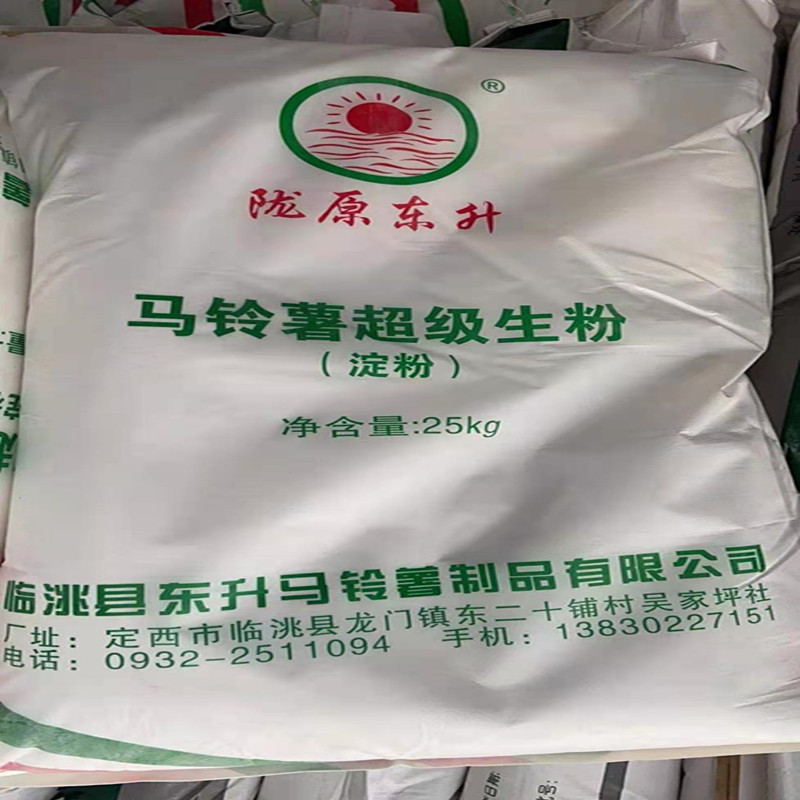 ®
陇原东升
马铃薯超级生粉
（淀粉）
净含量:25kg
临洮县东升马铃薯制品有限公司
厂址：定西市临洮县龙门镇东二十铺村吴家坪社
电话：0932-2511094 手机：13830227151